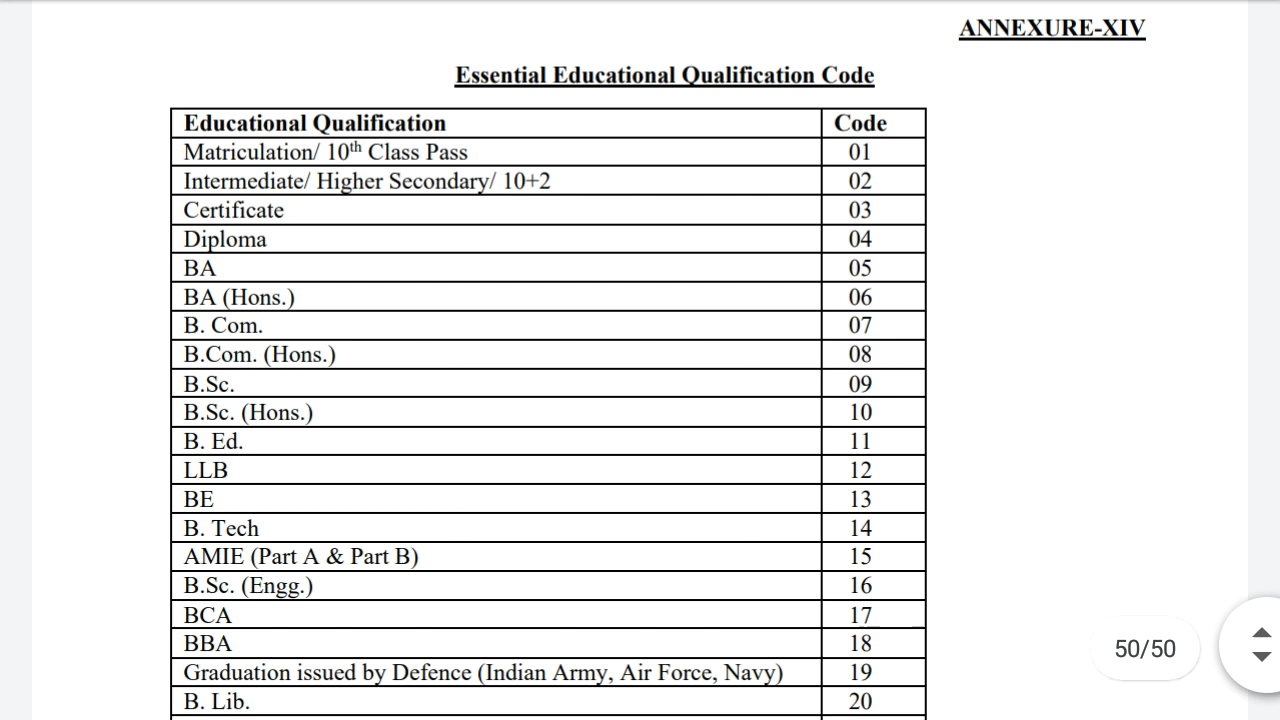 ANNEXURE-XIV
Essential Educational Qualification Code
Educational Qualification Code
Matriculation/ 10th Class Pass 01
Intermediate/ Higher Secondary/ 10+2 02
Certificate 03
Diploma 04
BA 05
BA (Hons.) 06
B. Com. 07
B.Com. (Hons.) 08
B.Sc. 09
B.Sc. (Hons.) 10
B. Ed. 11
LLB 12
BE 13
B. Tech 14
AMIE (Part A & Part B) 15
B.Sc. (Engg.) 16
BCA 17
BBA 18
Graduation issued by Defence (Indian Army, Air Force, Navy) 19
B. Lib. 20
50/50